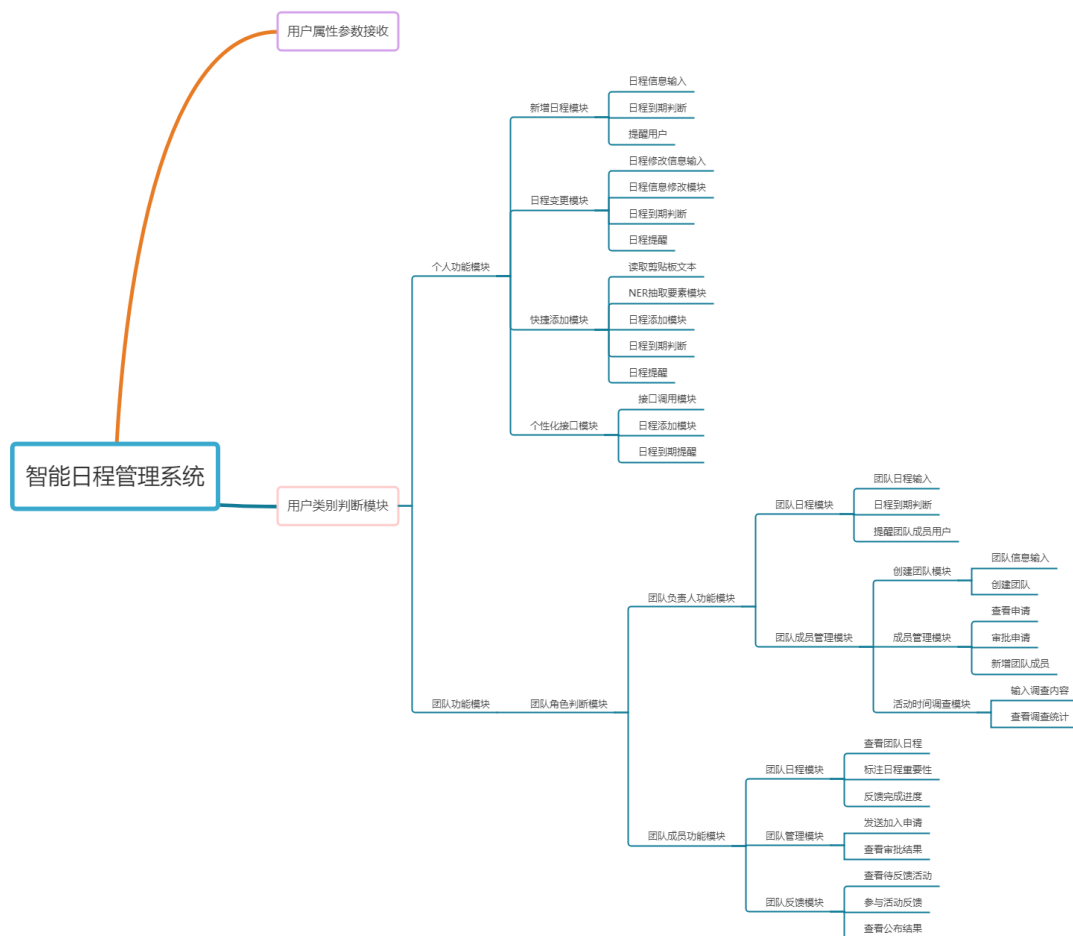 用户属性参数接收
日程信息输入
新增日程模块
日程到期判断
提醒用户
日程修改信息输入
日程信息修改模块
日程变更模块
日程到期判断
日程提醒
个人功能模块
读取剪贴板文本
NER抽取要素模块
快捷添加模块
日程添加模块
日程到期判断
日程提醒
接口调用模块
个性化接口模块
日程添加模块
日程到期提醒
智能日程管理系统
用户类别判断模块
团队日程输入
团队日程模块
日程到期判断
提醒团队成员用户
团队信息输入
创建团队模块
创建团队
团队负责人功能模块
查看申请
团队成员管理模块
成员管理模块
审批申请
新增团队成员
输入调查内容
活动时间调查模块
查看调查统计
团队功能模块
团队角色判断模块
查看团队日程
团队日程模块
标注日程重要性
反馈完成进度
发送加入申请
团队成员功能模块
团队管理模块
查看审批结果
查看待反馈活动
团队反馈模块
参与活动反馈
查看公布结果